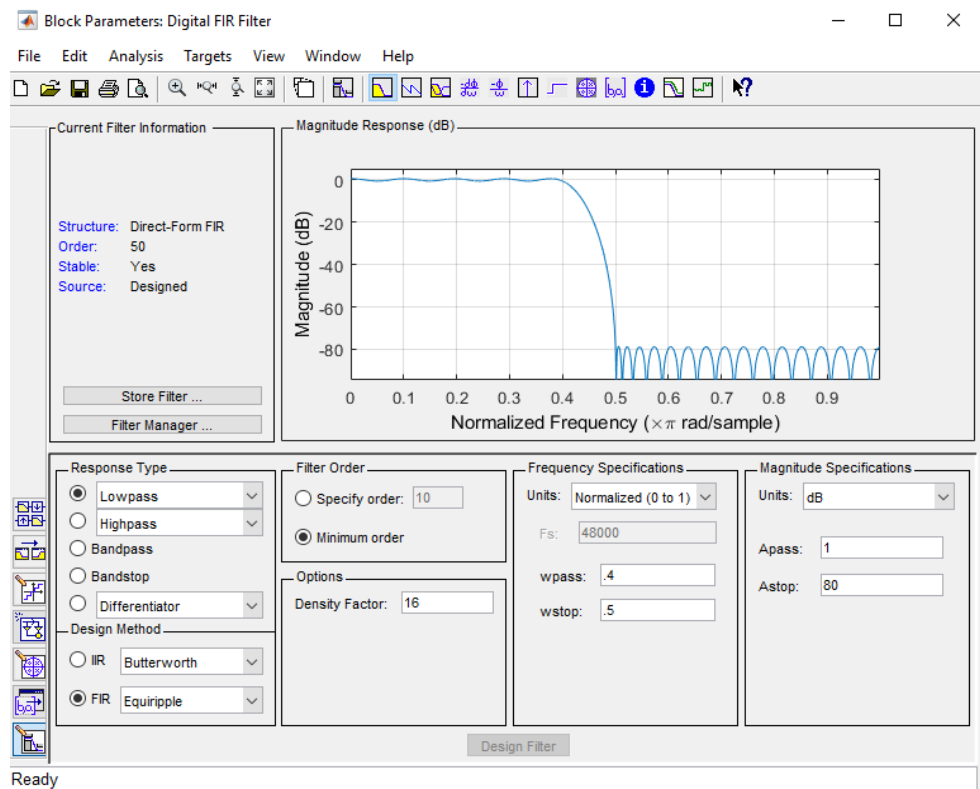 Block Parameters: Digital FIR Filter
File Edit Analysis Targets View Window Help
Current Filter Information
Structure: Direct-Form FIR
Order: 50
Stable: Yes
Source: Designed
Store Filter ...
Filter Manager ...
Magnitude Response (dB)
Magnitude (dB)
0
-20
-40
-60
-80
0 0.1 0.2 0.3 0.4 0.5 0.6 0.7 0.8 0.9
Normalized Frequency (×π rad/sample)
Response Type
Lowpass
Highpass
Bandpass
Bandstop
Differentiator
Design Method
IIR Butterworth
FIR Equiripple
Filter Order
Specify order: 10
Minimum order
Options
Density Factor: 16
Frequency Specifications
Units: Normalized (0 to 1)
Fs: 48000
wpass: .4
wstop: .5
Magnitude Specifications
Units: dB
Apass: 1
Astop: 80
Design Filter
Ready